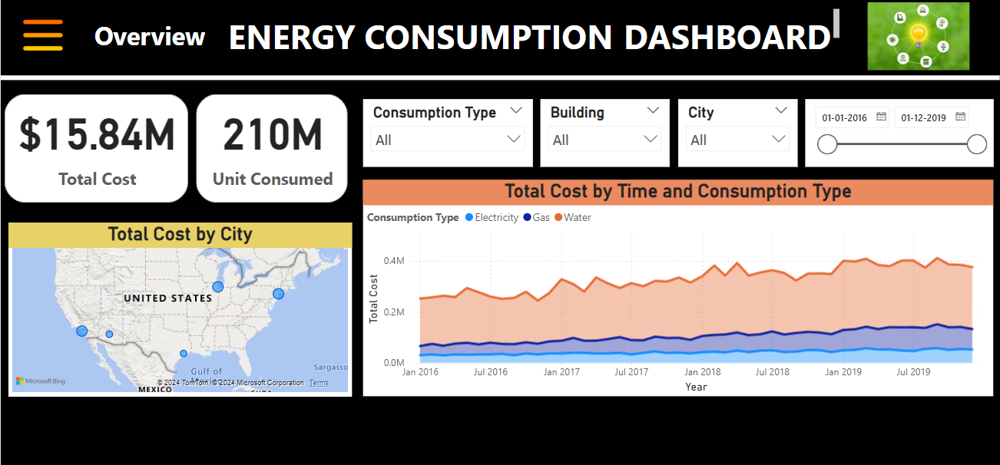 Overview
ENERGY CONSUMPTION DASHBOARD
$15.84M
Total Cost
210M
Unit Consumed
Consumption Type
All
Building
All
City
All
01-01-2016
01-12-2019
Total Cost by City
UNITED STATES
Gulf of
Mexico
MEXICO
CUBA
Sargasso
Microsoft Bing
© 2024 TomTom, © 2024 Microsoft Corporation Terms
Total Cost by Time and Consumption Type
Consumption Type Electricity Gas Water
Total Cost
0.4M
0.2M
0.0M
Jan 2016 Jul 2016 Jan 2017 Jul 2017 Jan 2018 Jul 2018 Jan 2019 Jul 2019
Year